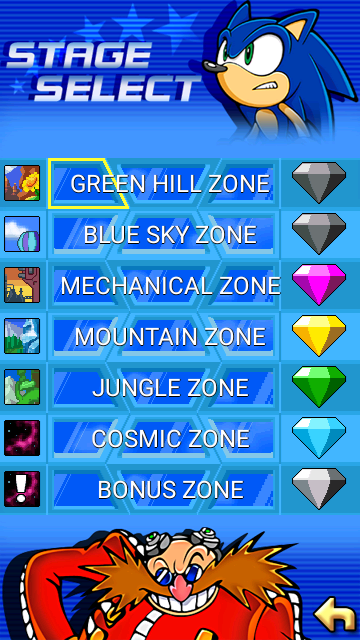 STAGE
SELECT
GREEN HILL ZONE
BLUE SKY ZONE
MECHANICAL ZONE
MOUNTAIN ZONE
JUNGLE ZONE
COSMIC ZONE
!
BONUS ZONE